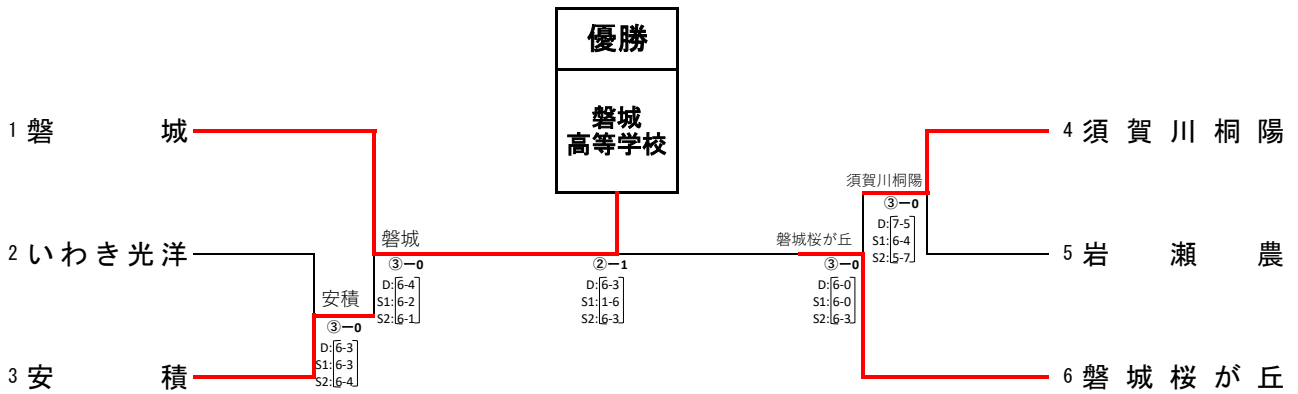 優勝
磐城
高等学校
1 磐城
2 いわき光洋
3 安積
安積
③ー0
D:6-3
S1:6-3
S2:6-4
磐城
③ー0
D:6-4
S1:6-2
S2:6-1
②ー1
D:6-3
S1:1-6
S2:6-3
磐城桜が丘
③ー0
D:6-0
S1:6-0
S2:6-3
須賀川桐陽
③ー0
D:7-5
S1:6-4
S2:5-7
4 須賀川桐陽
5 岩瀬農
6 磐城桜が丘